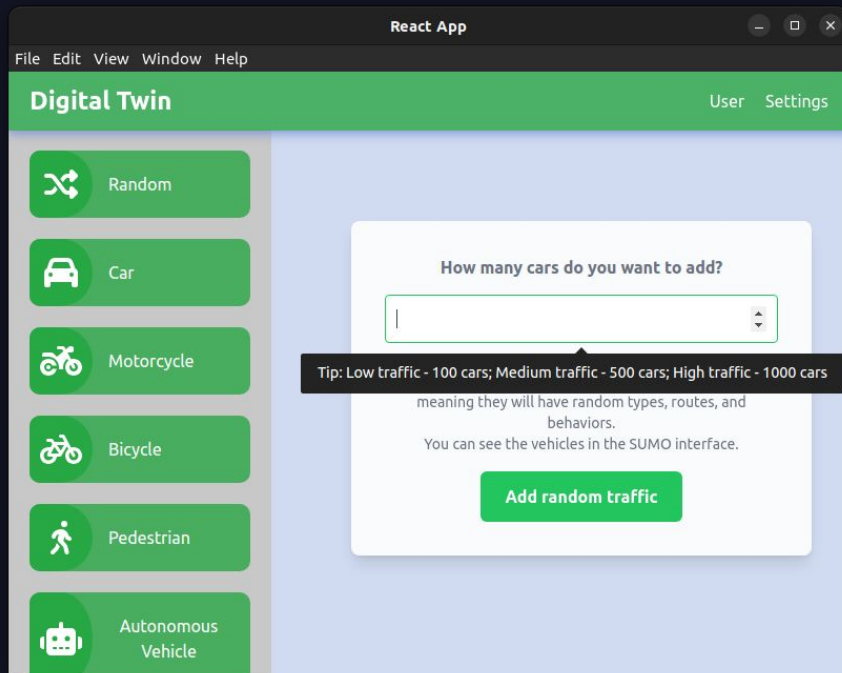 React App
File Edit View Window Help
Digital Twin
User Settings
Random
Car
Motorcycle
Bicycle
Pedestrian
Autonomous
Vehicle
How many cars do you want to add?
Tip: Low traffic - 100 cars; Medium traffic - 500 cars; High traffic - 1000 cars
meaning they will have random types, routes, and
behaviors.
You can see the vehicles in the SUMO interface.
Add random traffic